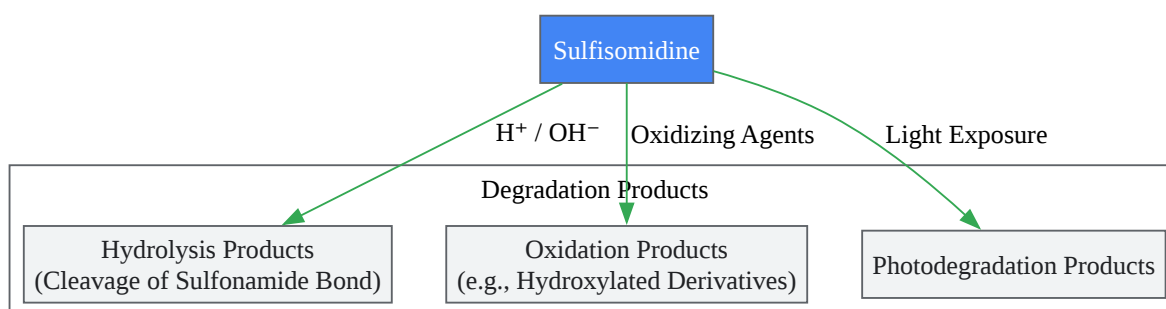 Sulfisomidine
H⁺ / OH⁻
Oxidizing Agents
Light Exposure
Degradation Products
Hydrolysis Products
(Cleavage of Sulfonamide Bond)
Oxidation Products
(e.g., Hydroxylated Derivatives)
Photodegradation Products